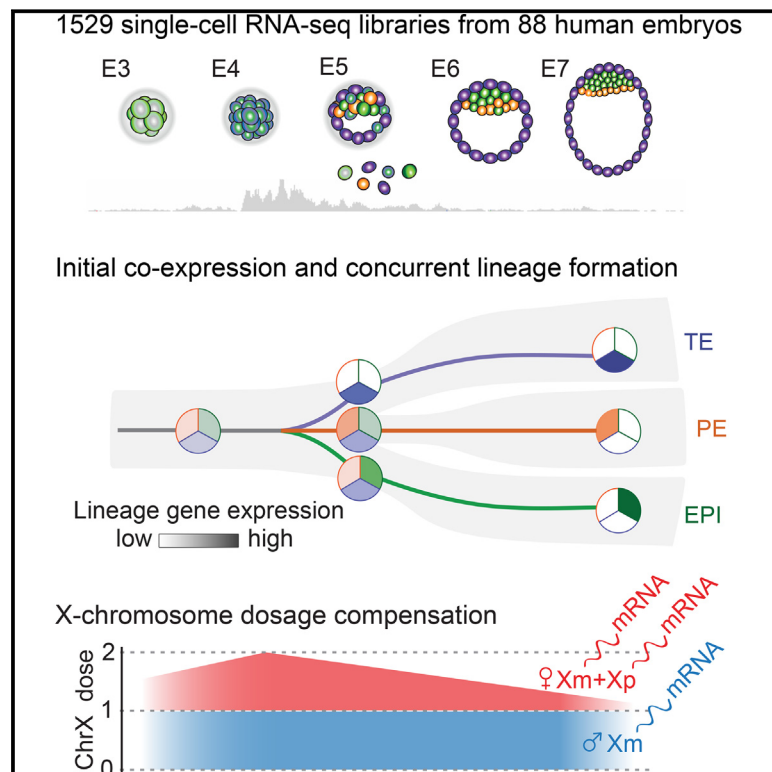 1529 single-cell RNA-seq libraries from 88 human embryos
E3 E4 E5 E6 E7
Initial co-expression and concurrent lineage formation
TE
PE
EPI
Lineage gene expression
low high
X-chromosome dosage compensation
ChrX dose
2
1
0
mRNA
mRNA
♀Xm+Xp
mRNA
♂Xm